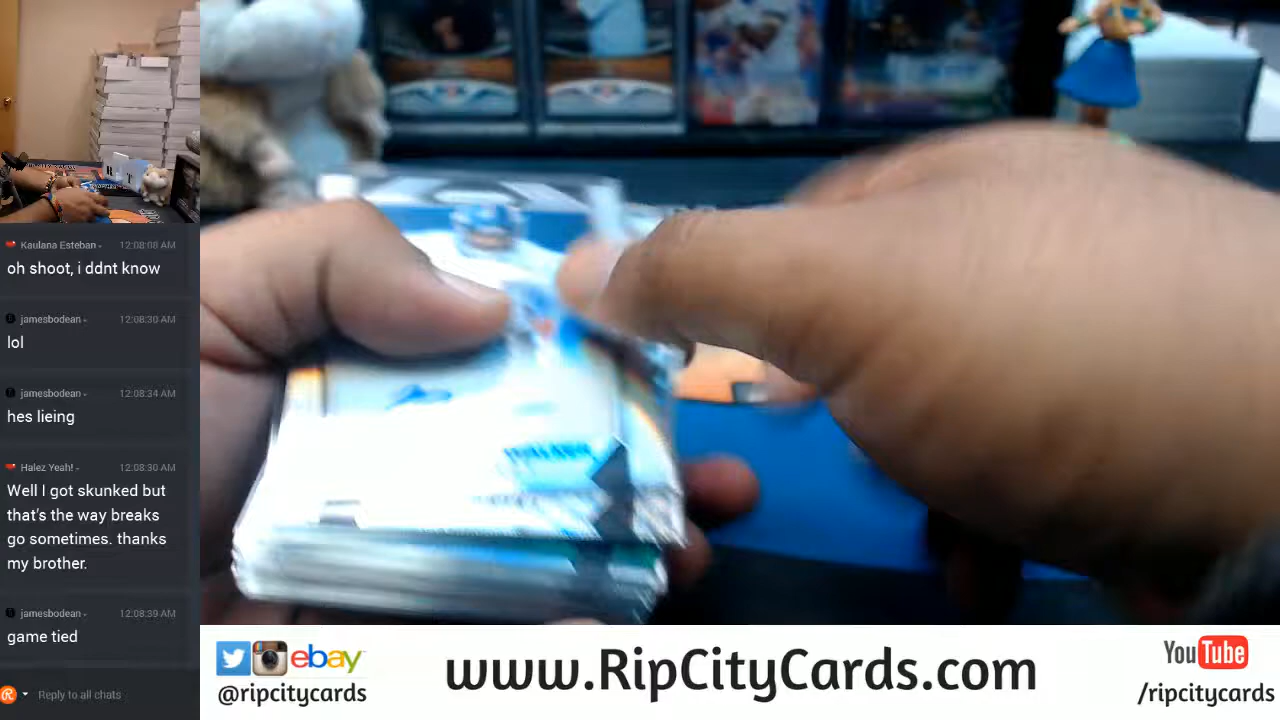 Kaulana Esteban 12:08:08 AM
oh shoot, i ddnt know
jamesbodean 12:08:30 AM
lol
jamesbodean 12:08:34 AM
hes lieing
Halez Yeah! 12:08:30 AM
Well I got skunked but
that's the way breaks
go sometimes. thanks
my brother.
jamesbodean 12:08:39 AM
game tied
Reply to all chats
ebay
@ripcitycards
www.RipCityCards.com
YouTube
/ripcitycards